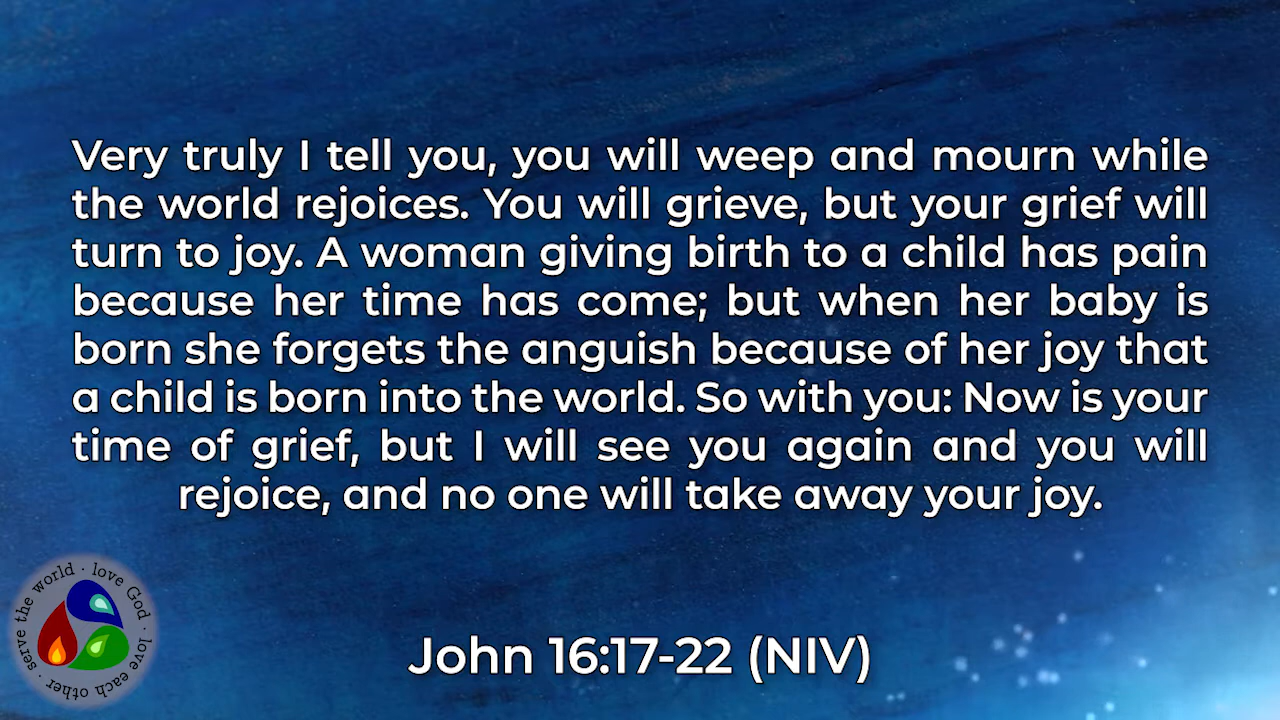 Very truly I tell you, you will weep and mourn while
the world rejoices. You will grieve, but your grief will
turn to joy. A woman giving birth to a child has pain
because her time has come; but when her baby is
born she forgets the anguish because of her joy that
a child is born into the world. So with you: Now is your
time of grief, but I will see you again and you will
rejoice, and no one will take away your joy.
serve the world · love God · love each other ·
John 16:17-22 (NIV)